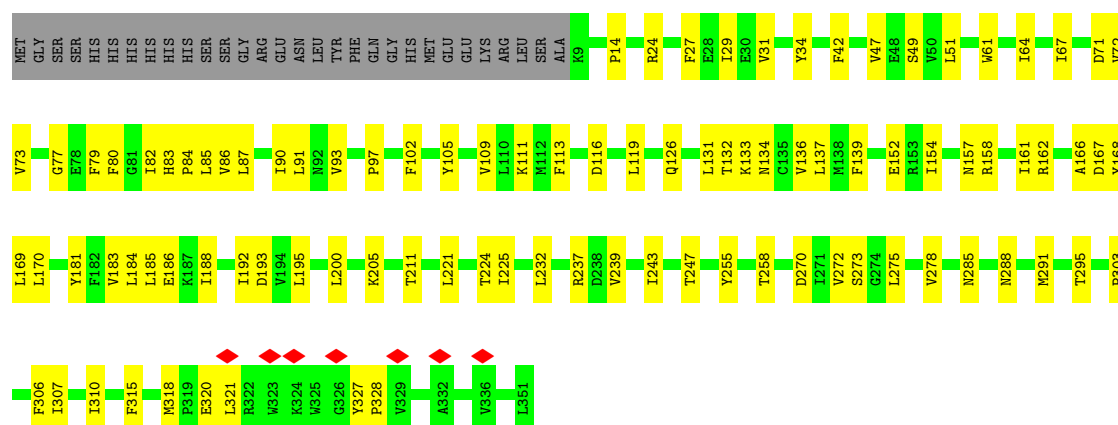 MET GLY SER SER HIS HIS HIS HIS HIS HIS SER SER GLY ARG GLU ASN LEU TYR PHE GLN GLY HIS MET GLU GLU LYS ARG LEU SER ALA K9 P14 R24 F27 E28 I29 E30 V31 Y34 F42 V47 E48 S49 V50 L51 W61 I64 I67 D71 V72
V73 G77 E78 F79 F80 G81 I82 H83 P84 L85 V86 L87 I90 L91 N92 V93 P97 F102 Y105 V109 L110 K111 M112 F113 D116 L119 Q126 L131 T132 K133 N134 C135 V136 L137 M138 F139 E152 R153 I154 N157 R158 I161 R162 A166 D167 Y168
L169 L170 Y181 F182 V183 L184 L185 E186 K187 I188 I192 D193 V194 L195 L200 K205 T211 L221 T224 I225 L232 R237 D238 V239 I243 T247 Y255 T258 D270 I271 V272 S273 G274 L275 V278 N285 N288 M291 T295
F306 I307 I310 F315 M318 P319 E320 L321 R322 W323 K324 W325 G326 Y327 P328 V329 A332 V336 L351